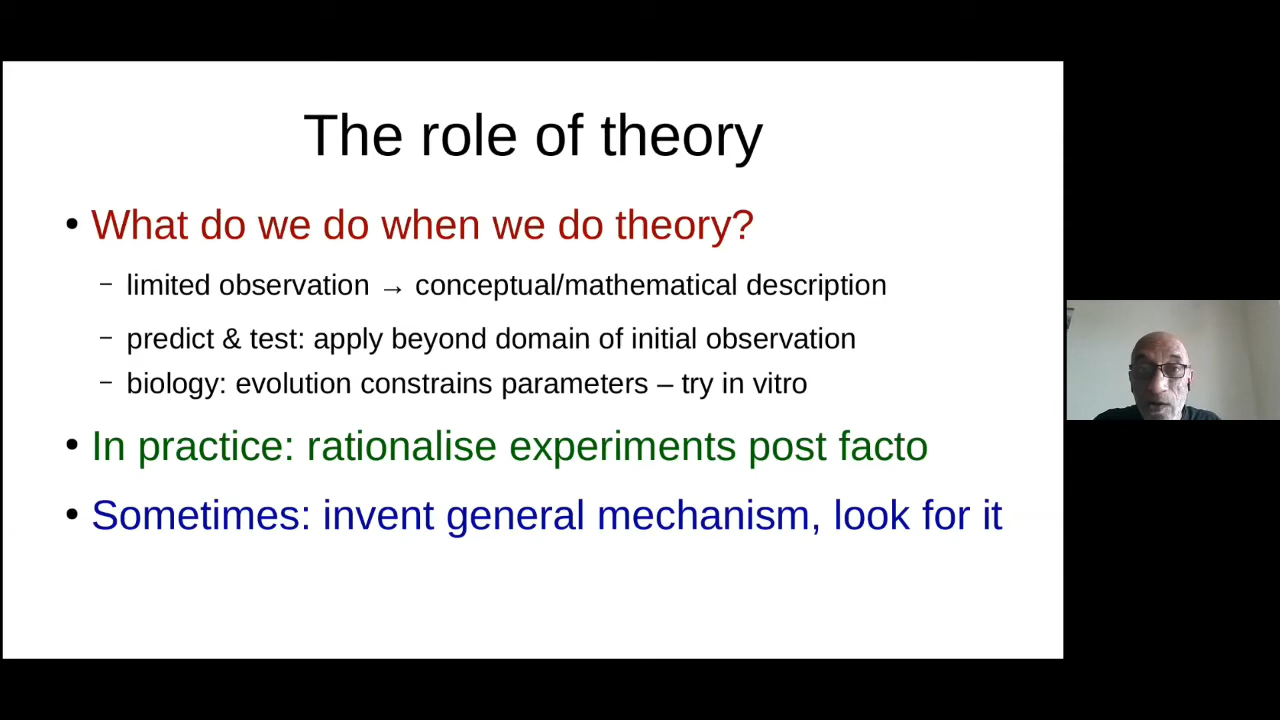 The role of theory
• What do we do when we do theory?
– limited observation → conceptual/mathematical description
– predict & test: apply beyond domain of initial observation
– biology: evolution constrains parameters – try in vitro
• In practice: rationalise experiments post facto
• Sometimes: invent general mechanism, look for it